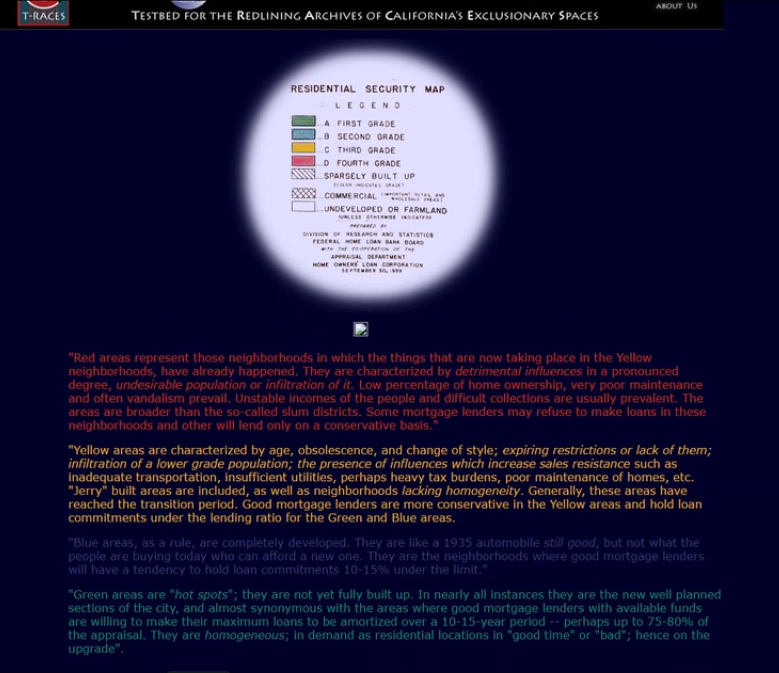 ABOUT US
T-RACES
TESTBED FOR THE REDLINING ARCHIVES OF CALIFORNIA'S EXCLUSIONARY SPACES
RESIDENTIAL SECURITY MAP
LEGEND
A FIRST GRADE
B SECOND GRADE
C THIRD GRADE
D FOURTH GRADE
SPARSELY BUILT UP
(COLOR INDICATES GRADE)
COMMERCIAL (IMPORTANT RETAIL AND
WHOLESALE AREAS)
UNDEVELOPED OR FARMLAND
(UNLESS OTHERWISE INDICATED)
PREPARED BY
DIVISION OF RESEARCH AND STATISTICS
FEDERAL HOME LOAN BANK BOARD
WITH THE CO-OPERATION OF THE
APPRAISAL DEPARTMENT
HOME OWNERS' LOAN CORPORATION
SEPTEMBER 30, 1939
"Red areas represent those neighborhoods in which the things that are now taking place in the Yellow
neighborhoods, have already happened. They are characterized by detrimental influences in a pronounced
degree, undesirable population or infiltration of it. Low percentage of home ownership, very poor maintenance
and often vandalism prevail. Unstable incomes of the people and difficult collections are usually prevalent. The
areas are broader than the so-called slum districts. Some mortgage lenders may refuse to make loans in these
neighborhoods and other will lend only on a conservative basis."
"Yellow areas are characterized by age, obsolescence, and change of style; expiring restrictions or lack of them;
infiltration of a lower grade population; the presence of influences which increase sales resistance such as
inadequate transportation, insufficient utilities, perhaps heavy tax burdens, poor maintenance of homes, etc.
"Jerry" built areas are included, as well as neighborhoods lacking homogeneity. Generally, these areas have
reached the transition period. Good mortgage lenders are more conservative in the Yellow areas and hold loan
commitments under the lending ratio for the Green and Blue areas.
"Blue areas, as a rule, are completely developed. They are like a 1935 automobile still good, but not what the
people are buying today who can afford a new one. They are the neighborhoods where good mortgage lenders
will have a tendency to hold loan commitments 10-15% under the limit."
"Green areas are "hot spots"; they are not yet fully built up. In nearly all instances they are the new well planned
sections of the city, and almost synonymous with the areas where good mortgage lenders with available funds
are willing to make their maximum loans to be amortized over a 10-15-year period -- perhaps up to 75-80% of
the appraisal. They are homogeneous; in demand as residential locations in "good time" or "bad"; hence on the
upgrade".